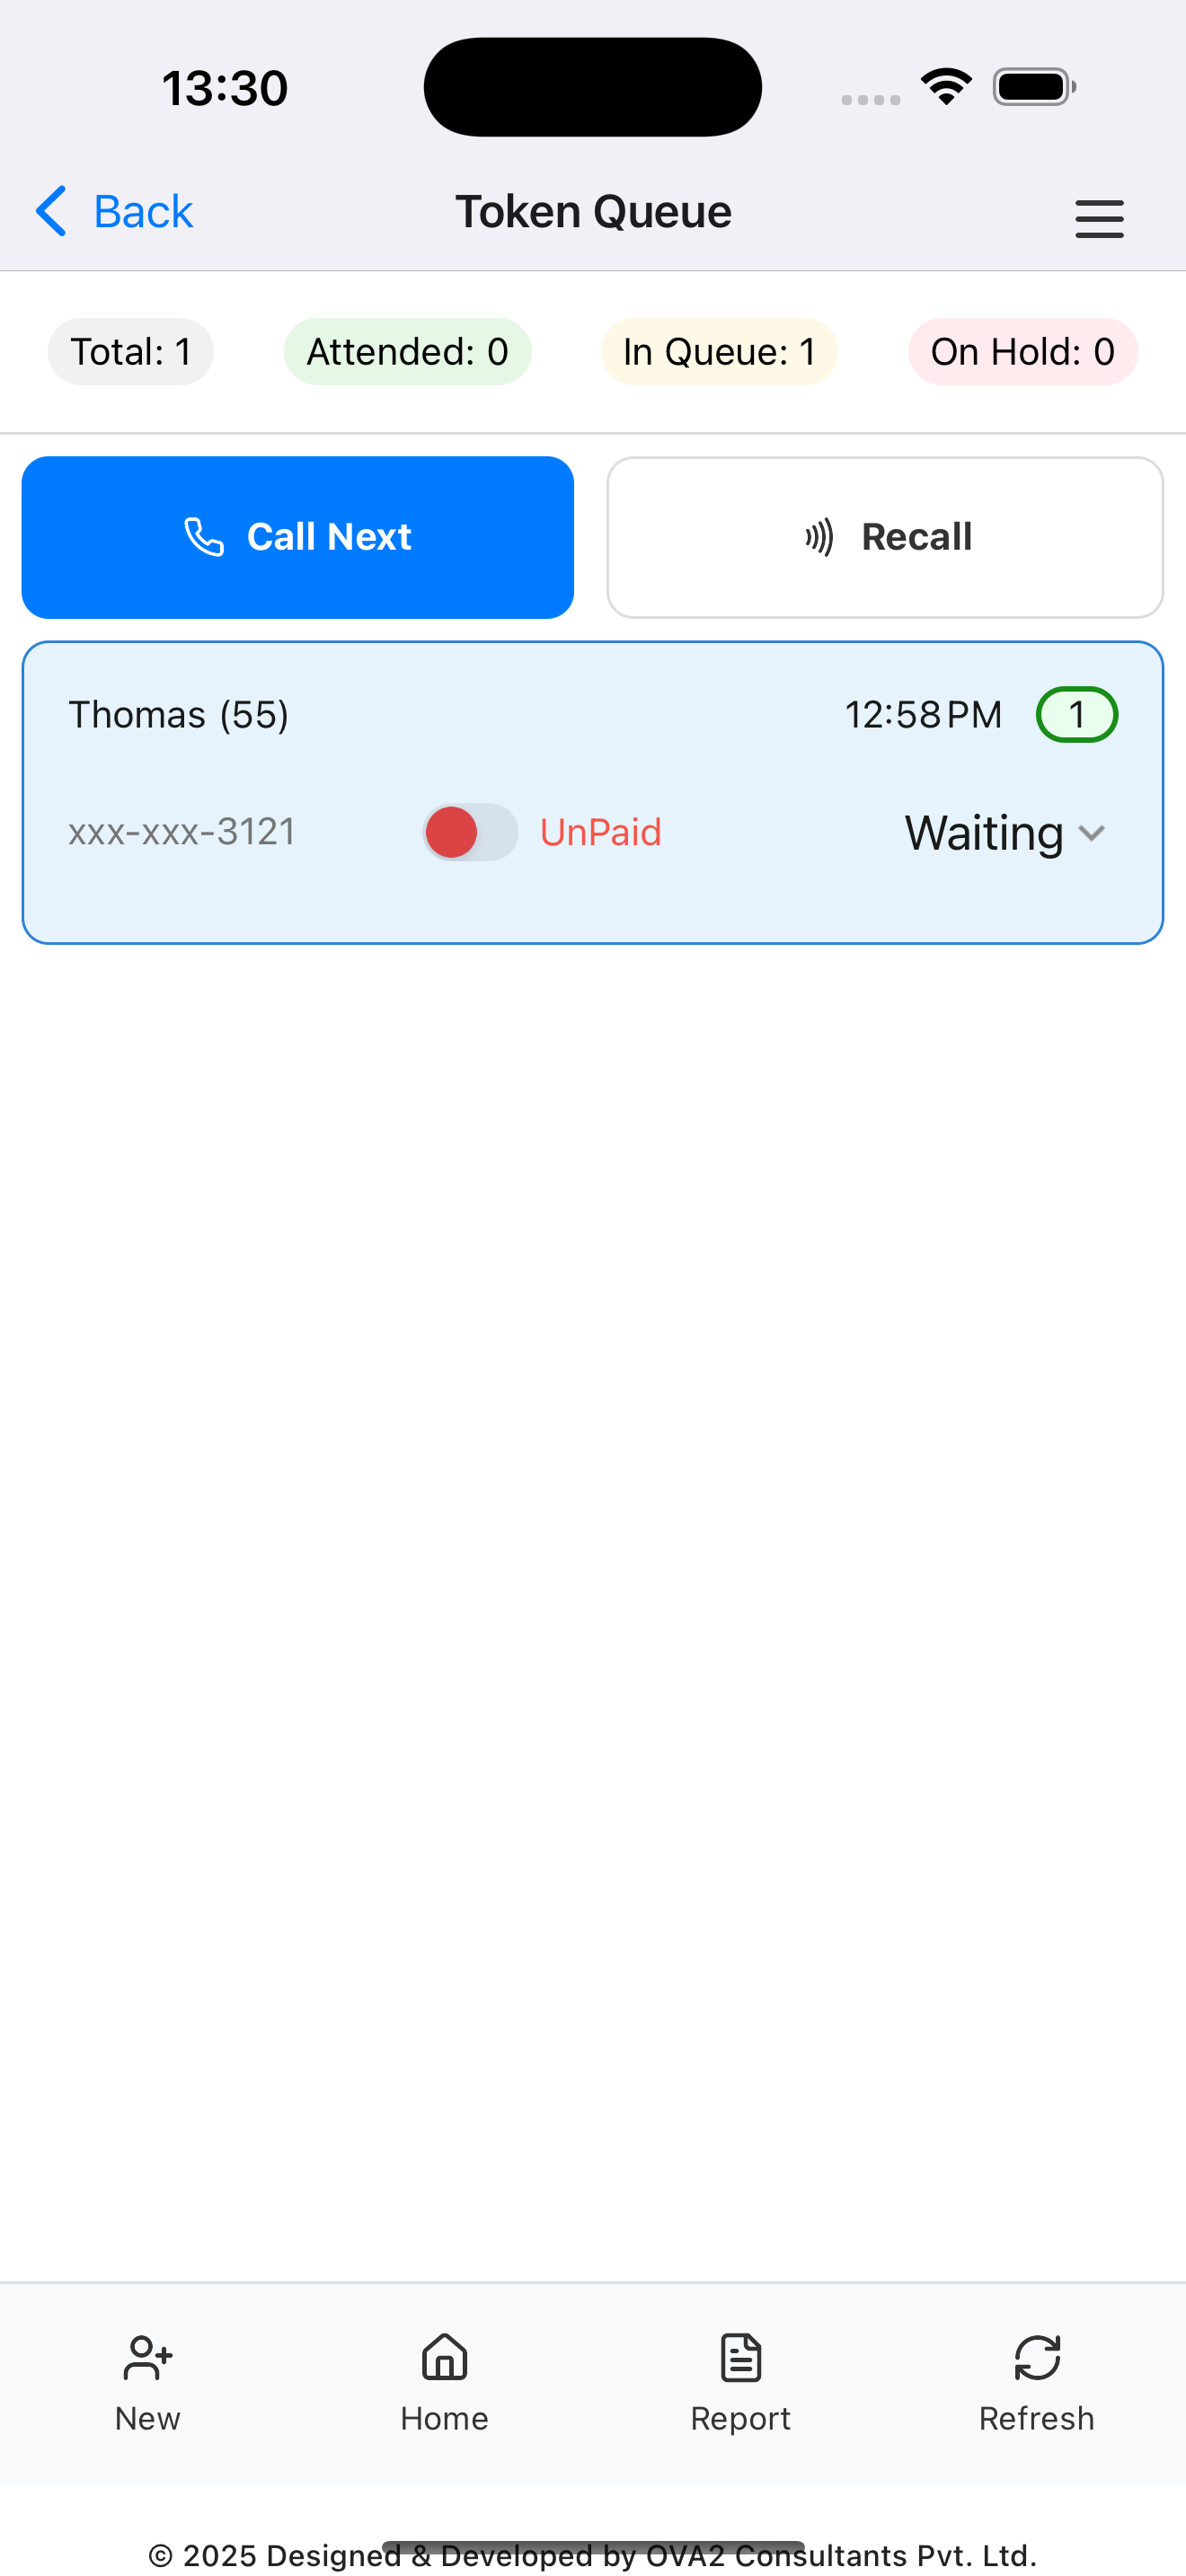 13:30
Back Token Queue
Total: 1 Attended: 0 In Queue: 1 On Hold: 0
Call Next Recall
Thomas (55) 12:58 PM 1
xxx-xxx-3121 UnPaid Waiting
New Home Report Refresh
© 2025 Designed & Developed by OVA2 Consultants Pvt. Ltd.